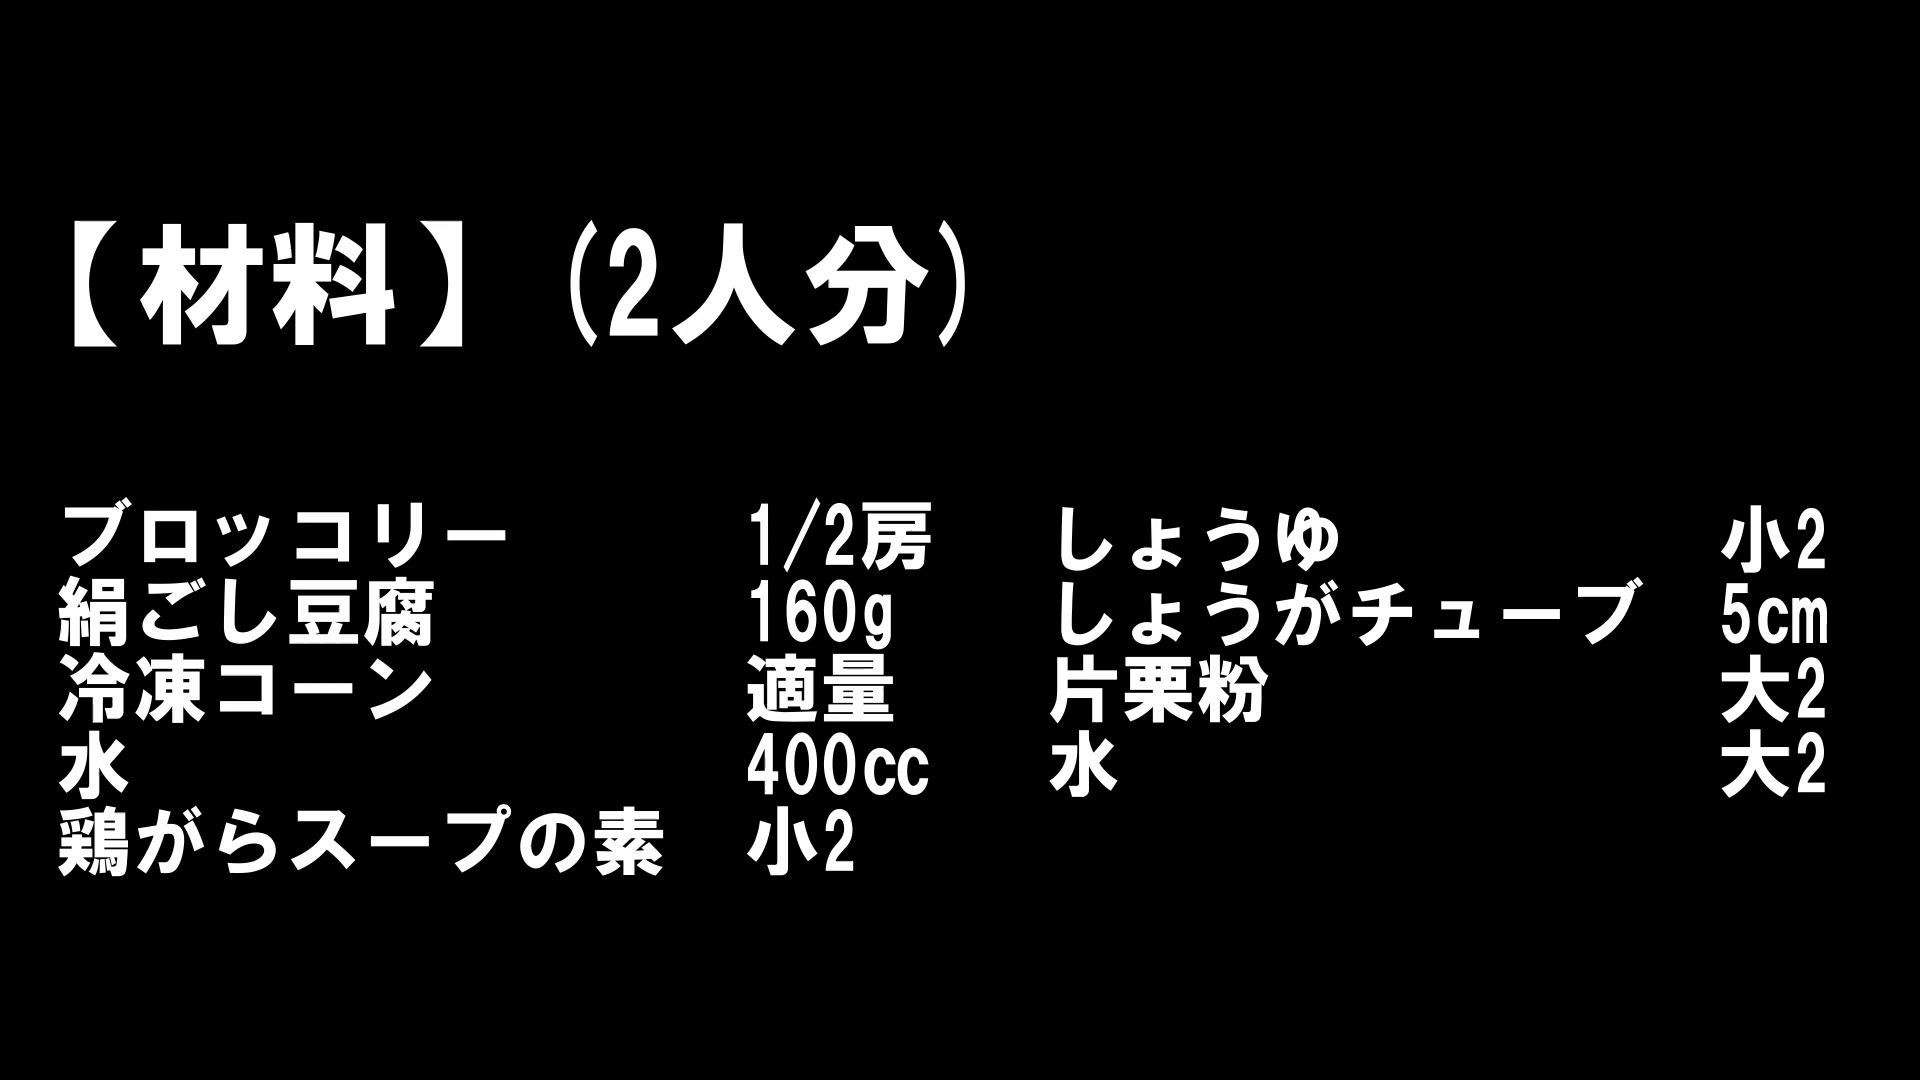 【材料】(2人分)
ブロッコリー 1/2房
絹ごし豆腐 160g
冷凍コーン 適量
水 400cc
鶏がらスープの素 小2
しょうゆ 小2
しょうがチューブ 5cm
片栗粉 大2
水 大2